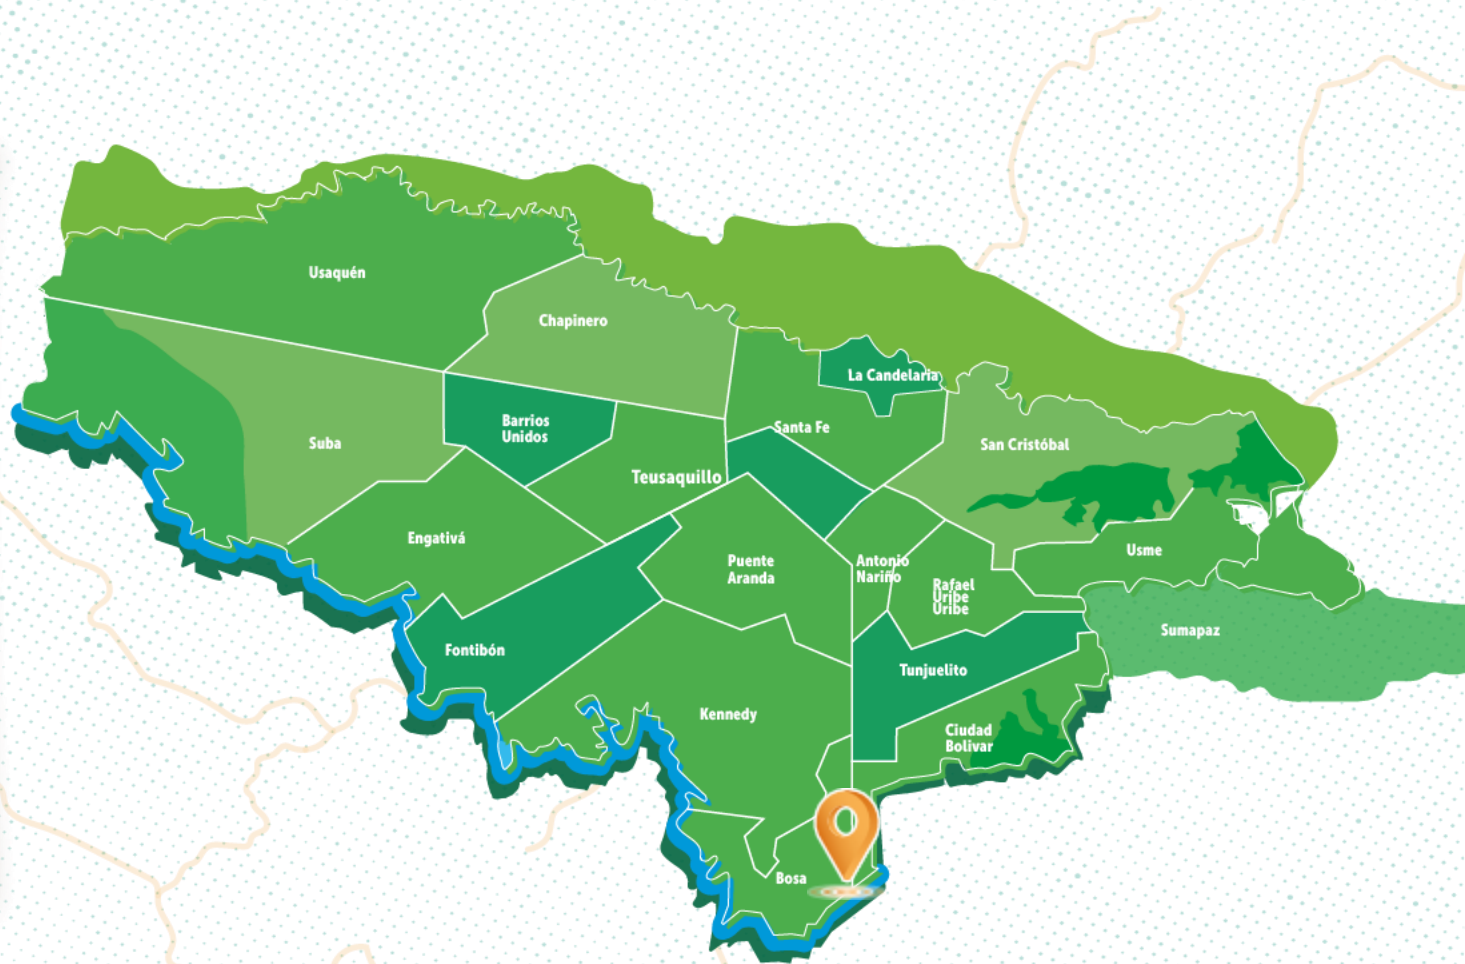 Usaquén
Chapinero
La Candelaria
Barrios
Unidos
Santa Fe
Suba
San Cristóbal
Teusaquillo
Engativá
Usme
Puente
Aranda
Antonio
Nariño
Rafael
Uribe
Uribe
Sumapaz
Fontibón
Tunjuelito
Kennedy
Ciudad
Bolivar
Bosa